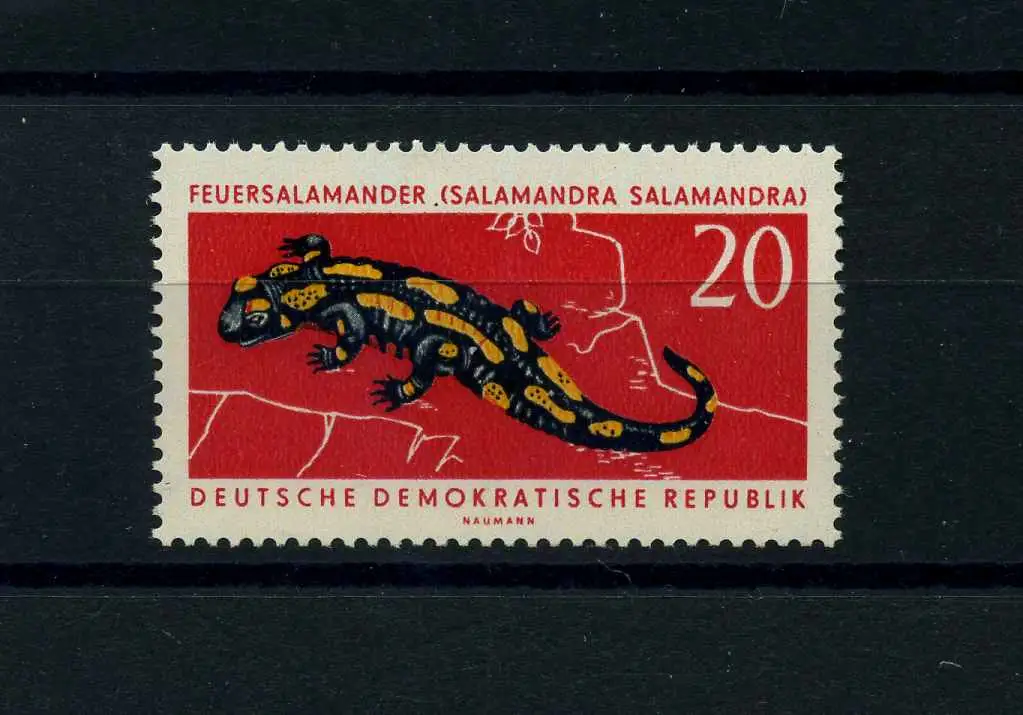 FEUERSALAMANDER (SALAMANDRA SALAMANDRA)
20
DEUTSCHE DEMOKRATISCHE REPUBLIK
NAUMANN